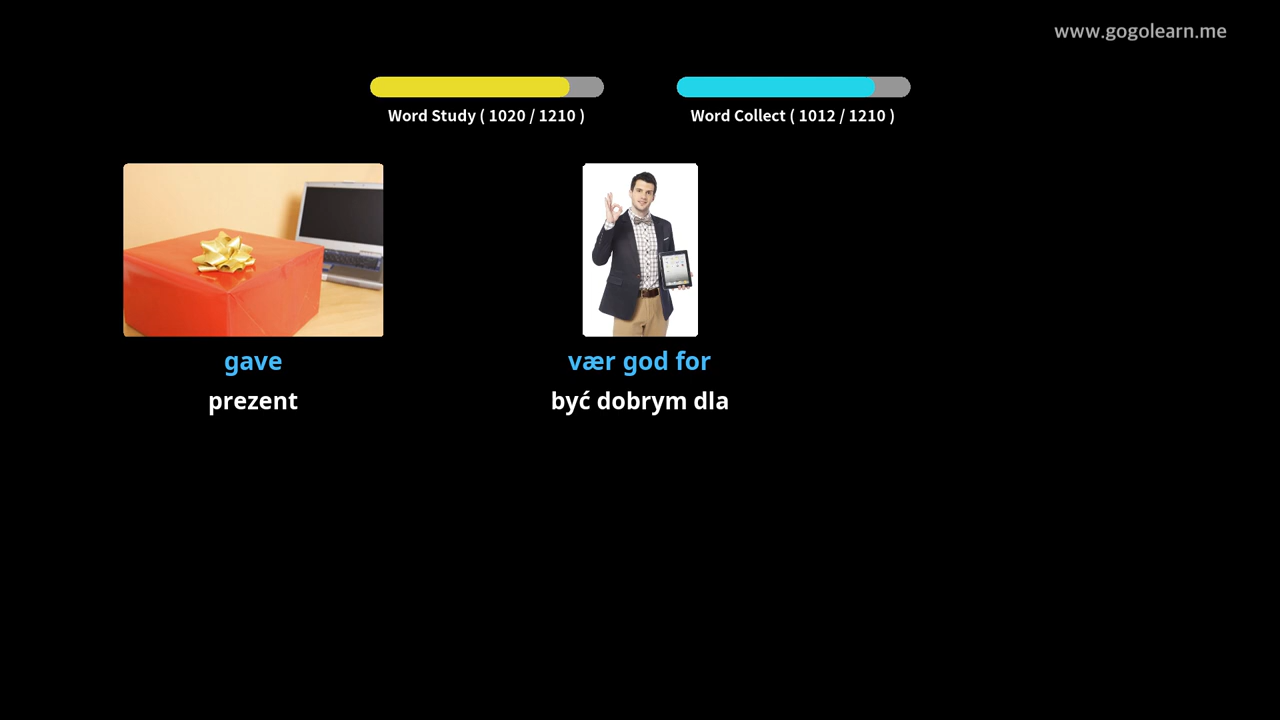 www.gogolearn.me
Word Study ( 1020 / 1210 )
Word Collect ( 1012 / 1210 )
gave
prezent
vær god for
być dobrym dla